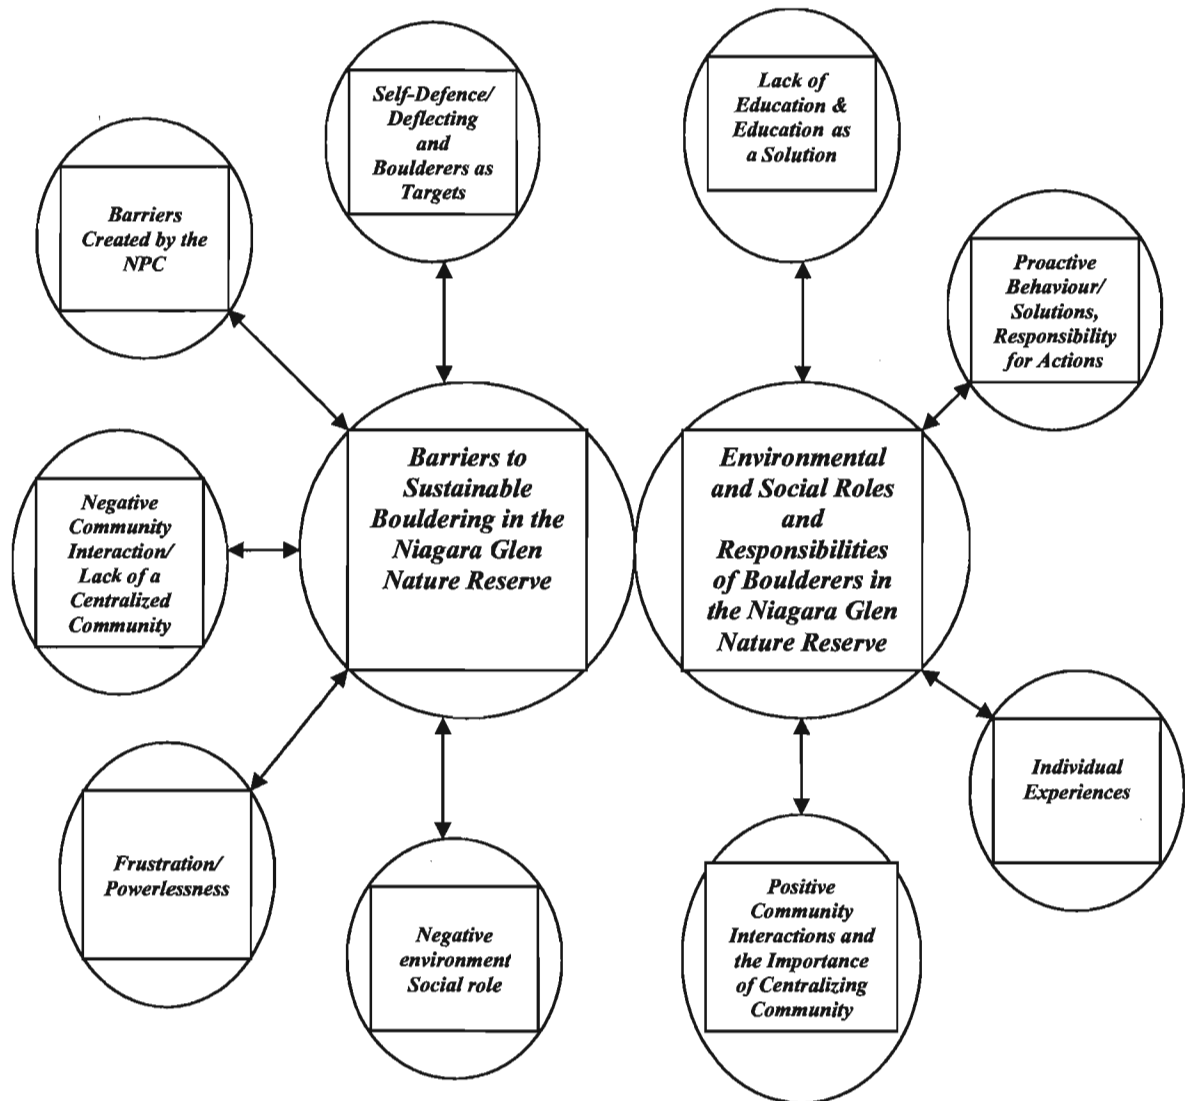 Self-Defence/
Deflecting
and
Boulderers as
Targets
Lack of
Education &
Education as
a Solution
Barriers
Created by the
NPC
Proactive
Behaviour/
Solutions,
Responsibility
for Actions
Negative
Community
Interaction/
Lack of a
Centralized
Community
Barriers to
Sustainable
Bouldering in the
Niagara Glen
Nature Reserve
Environmental
and Social Roles
and
Responsibilities
of Boulderers in
the Niagara Glen
Nature Reserve
Frustration/
Powerlessness
Negative
environment
Social role
Positive
Community
Interactions and
the Importance
of Centralizing
Community
Individual
Experiences